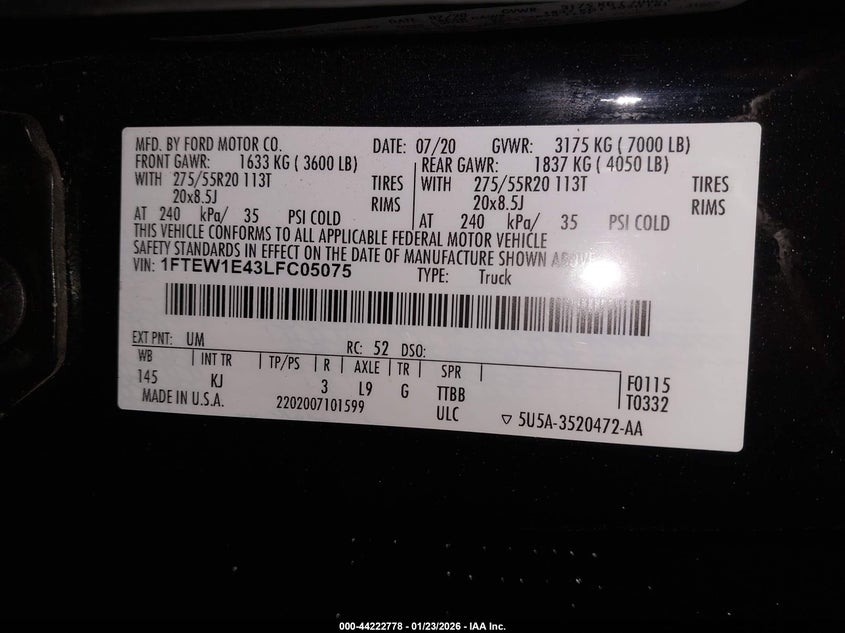 MFD. BY FORD MOTOR CO. DATE: 07/20 GVWR: 3175 KG ( 7000 LB)
FRONT GAWR: 1633 KG ( 3600 LB) REAR GAWR: 1837 KG ( 4050 LB)
WITH 275/55R20 113T TIRES WITH 275/55R20 113T TIRES
20x8.5J RIMS 20x8.5J RIMS
AT 240 kPa/ 35 PSI COLD AT 240 kPa/ 35 PSI COLD
THIS VEHICLE CONFORMS TO ALL APPLICABLE FEDERAL MOTOR VEHICLE
SAFETY STANDARDS IN EFFECT ON THE DATE OF MANUFACTURE SHOWN ABOVE
VIN: 1FTEW1E43LFC05075 TYPE: Truck
EXT PNT: UM RC: 52 DSO:
WB INT TR TP/PS R AXLE TR SPR
145 KJ 3 L9 G TTBB F0115
MADE IN U.S.A. 2202007101599 ULC T0332
▽ 5U5A-3520472-AA
000-44222778 - 01/23/2026 - IAA Inc.